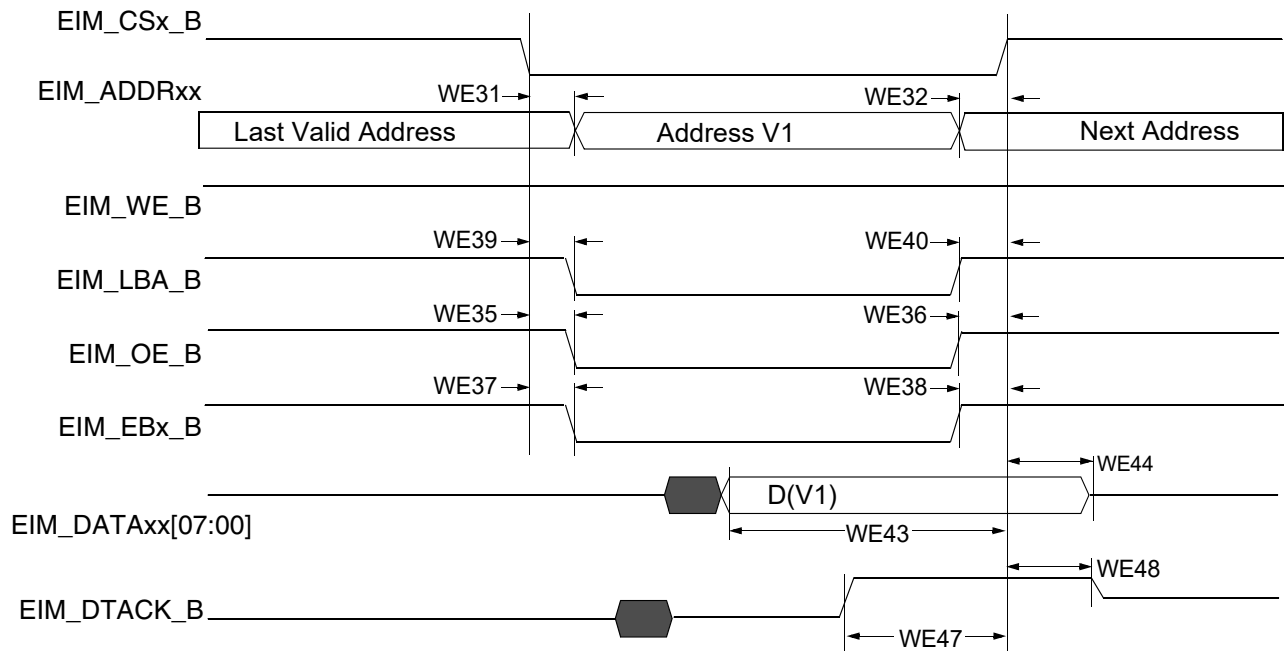 EIM_CSx_B
EIM_ADDRxx
WE31
WE32
Last Valid Address
Address V1
Next Address
EIM_WE_B
WE39
WE40
EIM_LBA_B
WE35
WE36
EIM_OE_B
WE37
WE38
EIM_EBx_B
WE44
D(V1)
EIM_DATAxx[07:00]
WE43
WE48
EIM_DTACK_B
WE47